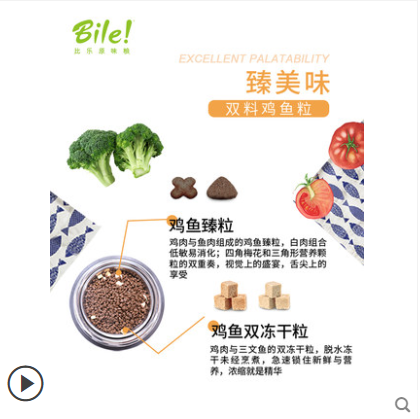 Bile!
比乐原味粮
EXCELLENT PALATABILITY
臻美味
双料鸡鱼粒
鸡鱼臻粒
鸡肉与鱼肉组成的鸡鱼臻粒，白肉组合
低敏易消化；四角梅花和三角形营养颗
粒的双重奏，视觉上的盛宴，舌尖上的
享受
鸡鱼双冻干粒
鸡肉与三文鱼的双冻干粒，脱水冻
干未经烹煮，急速锁住新鲜与营
养，浓缩就是精华